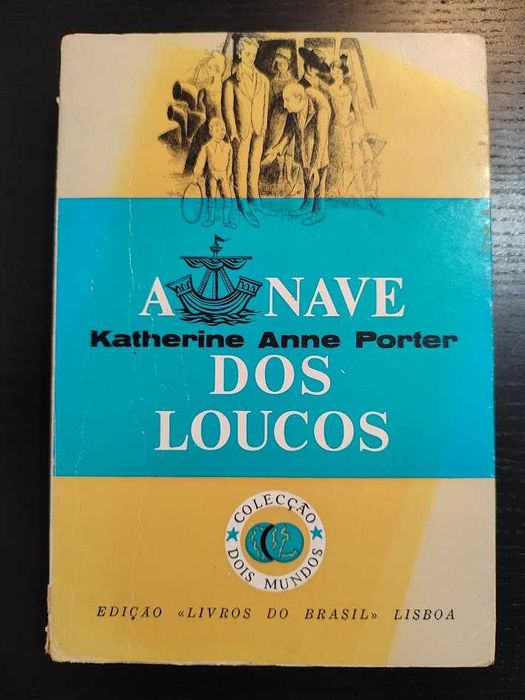 A NAVE
Katherine Anne Porter
DOS
LOUCOS
COLECÇÃO
DOIS MUNDOS
EDIÇÃO «LIVROS DO BRASIL» LISBOA